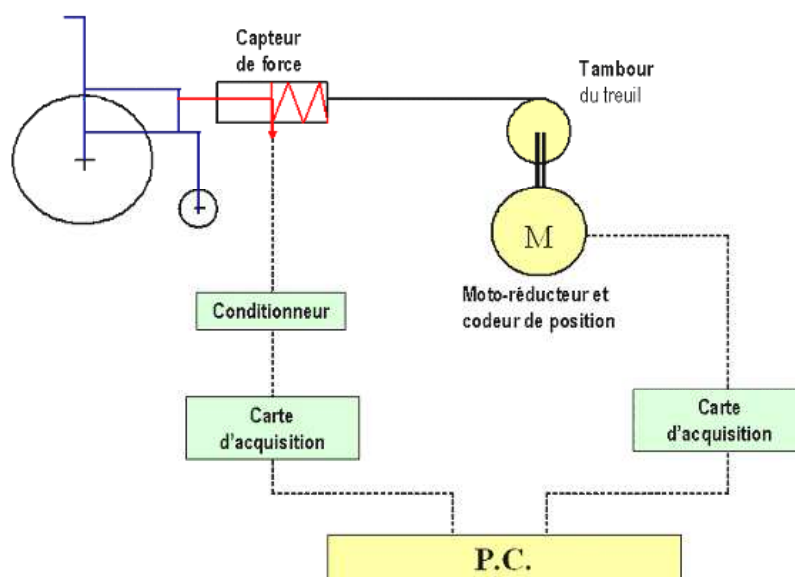 Capteur
de force
Tambour
du treuil
M
Moto-réducteur et
codeur de position
Conditionneur
Carte
d'acquisition
Carte
d'acquisition
P.C.